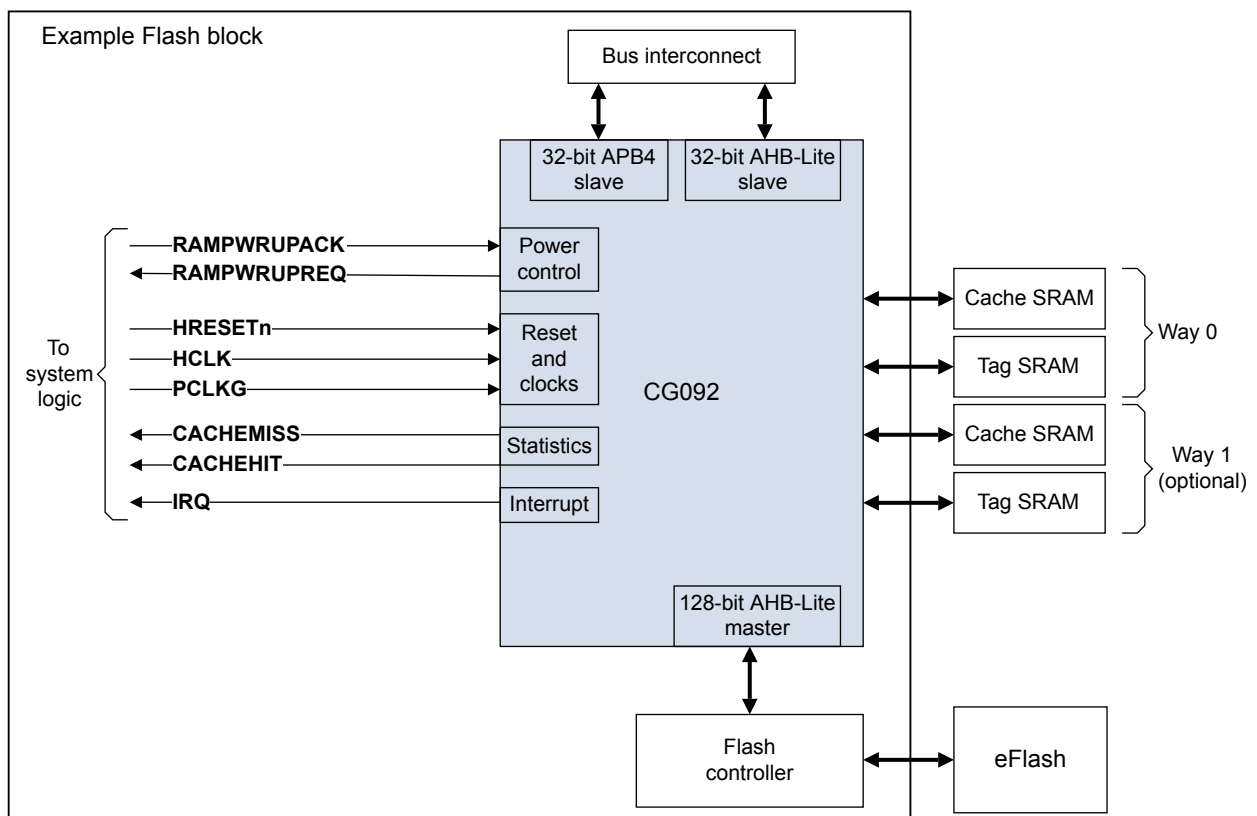 Example Flash block
Bus interconnect
32-bit APB4
slave
32-bit AHB-Lite
slave
RAMPWRUPACK
RAMPWRUPREQ
Power
control
HRESETn
HCLK
PCLKG
Reset
and
clocks
To
system
logic
CG092
CACHEMISS
CACHEHIT
Statistics
IRQ
Interrupt
Cache SRAM
Tag SRAM
Way 0
Cache SRAM
Tag SRAM
Way 1
(optional)
128-bit AHB-Lite
master
Flash
controller
eFlash